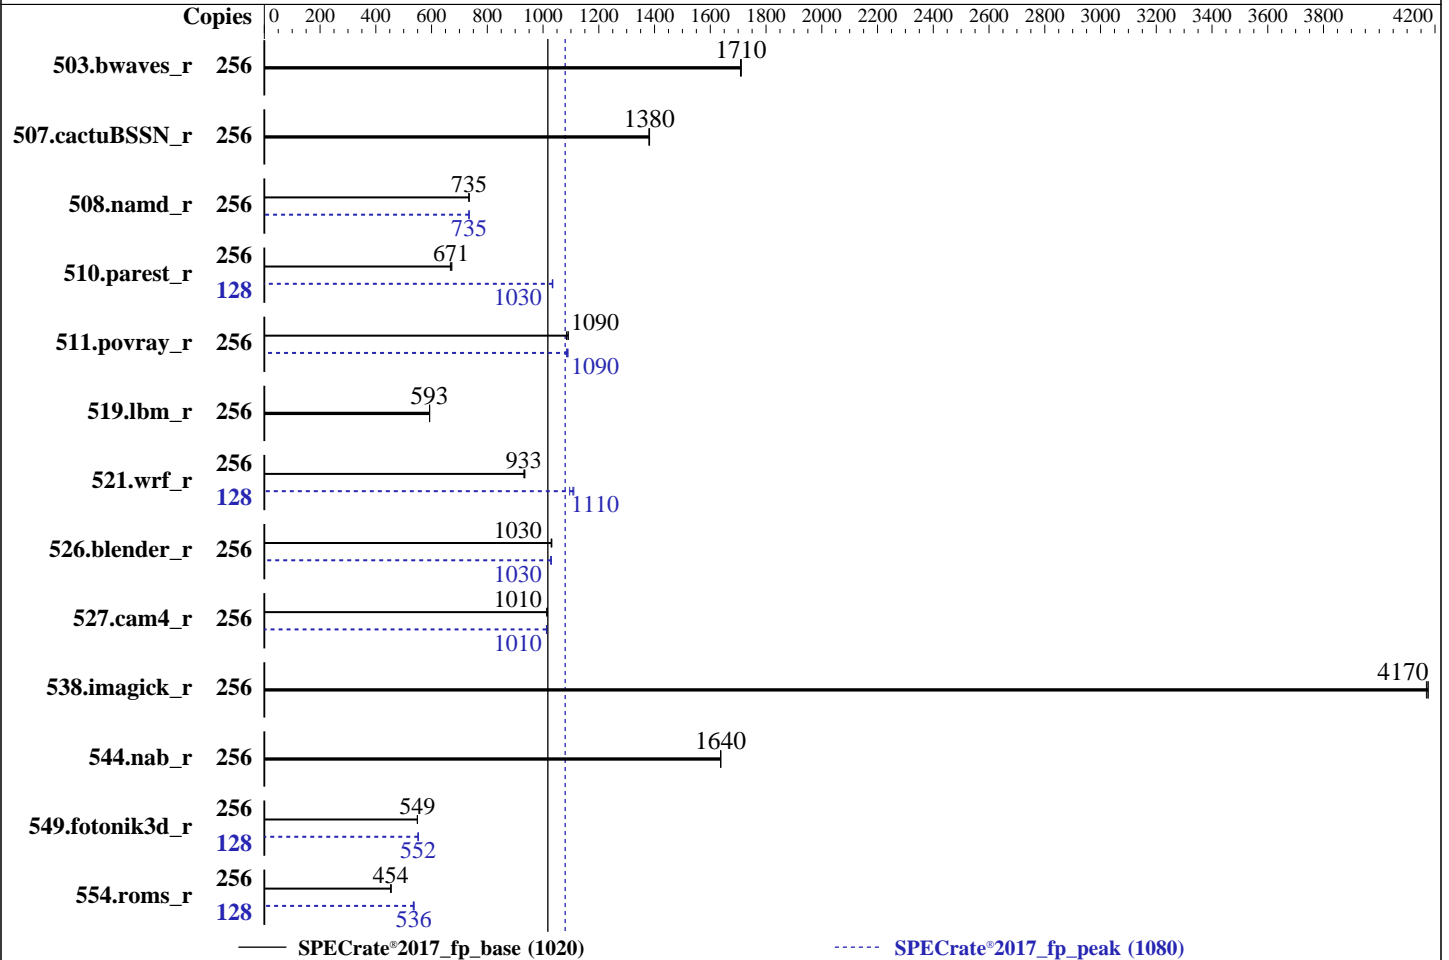 Copies 0 200 400 600 800 1000 1200 1400 1600 1800 2000 2200 2400 2600 2800 3000 3200 3400 3600 3800 4200
503.bwaves_r 256 1710
507.cactuBSSN_r 256 1380
508.namd_r 256 735
735
510.parest_r 256 671
128 1030
511.povray_r 256 1090
1090
519.lbm_r 256 593
521.wrf_r 256 933
128 1110
526.blender_r 256 1030
1030
527.cam4_r 256 1010
1010
538.imagick_r 256 4170
544.nab_r 256 1640
549.fotonik3d_r 256 549
128 552
554.roms_r 256 454
128 536
SPECrate®2017_fp_base (1020) SPECrate®2017_fp_peak (1080)